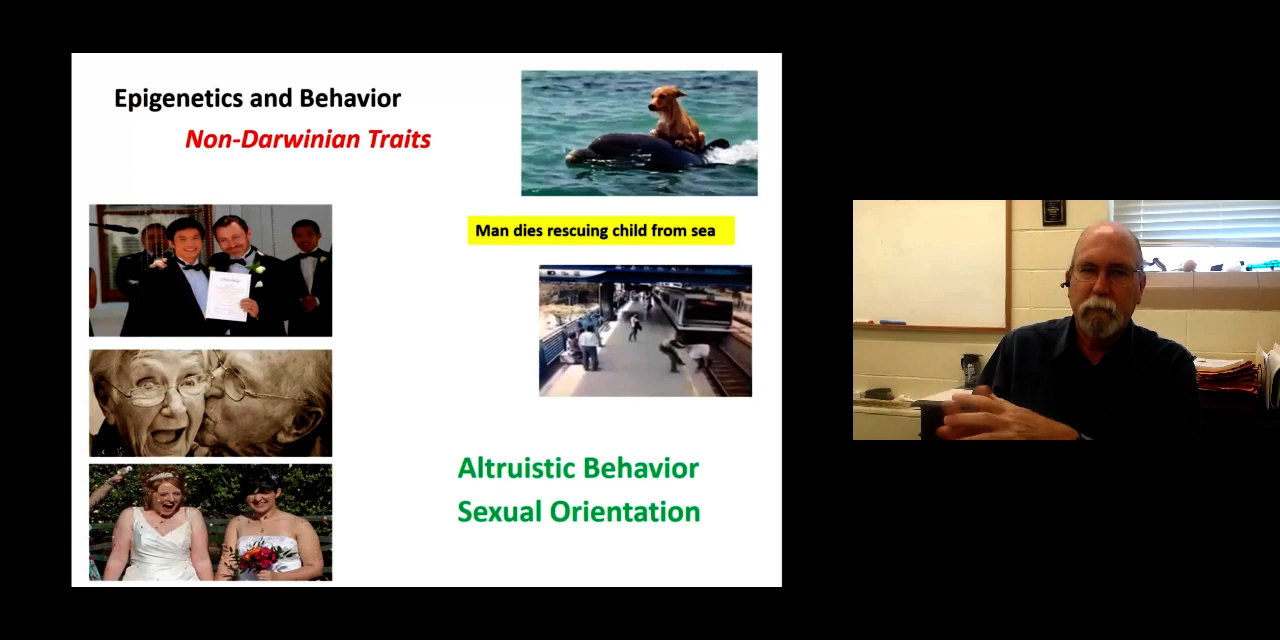 Epigenetics and Behavior
Non-Darwinian Traits
Man dies rescuing child from sea
Altruistic Behavior
Sexual Orientation